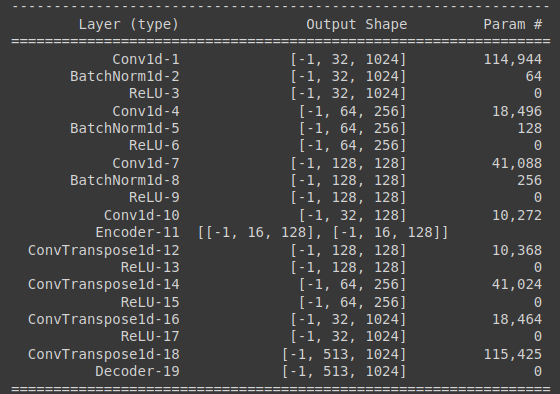 ----------------------------------------------------------------
Layer (type) Output Shape Param #
================================================================
Conv1d-1 [-1, 32, 1024] 114,944
BatchNorm1d-2 [-1, 32, 1024] 64
ReLU-3 [-1, 32, 1024] 0
Conv1d-4 [-1, 64, 256] 18,496
BatchNorm1d-5 [-1, 64, 256] 128
ReLU-6 [-1, 64, 256] 0
Conv1d-7 [-1, 128, 128] 41,088
BatchNorm1d-8 [-1, 128, 128] 256
ReLU-9 [-1, 128, 128] 0
Conv1d-10 [-1, 32, 128] 10,272
Encoder-11 [[-1, 16, 128], [-1, 16, 128]]
ConvTranspose1d-12 [-1, 128, 128] 10,368
ReLU-13 [-1, 128, 128] 0
ConvTranspose1d-14 [-1, 64, 256] 41,024
ReLU-15 [-1, 64, 256] 0
ConvTranspose1d-16 [-1, 32, 1024] 18,464
ReLU-17 [-1, 32, 1024] 0
ConvTranspose1d-18 [-1, 513, 1024] 115,425
Decoder-19 [-1, 513, 1024] 0
================================================================